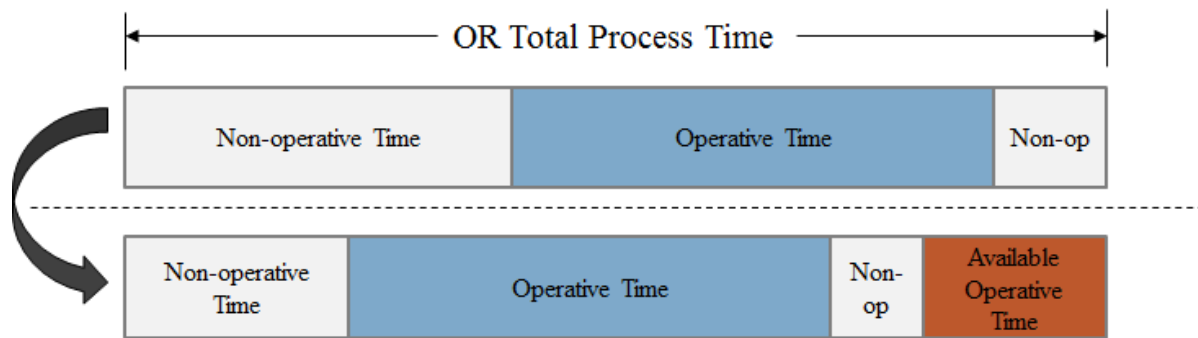 OR Total Process Time
Non-operative Time
Operative Time
Non-op
Non-operative
Time
Operative Time
Non-
op
Available
Operative
Time